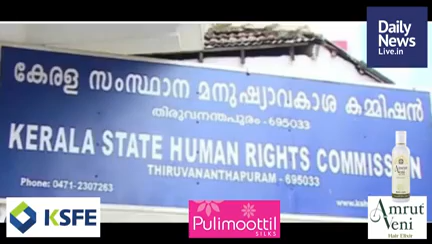 Daily
News
Live.in
കേരള സംസ്ഥാന മനുഷ്യാവകാശ കമ്മിഷൻ
തിരുവനന്തപുരം - 695033
KERALA STATE HUMAN RIGHTS COMMISSION
THIRUVANANTHAPURAM - 695033
Phone: 0471-2307263
KSFE
Pulimoottil
SILKS
Amrut
Veni
Hair Elixir